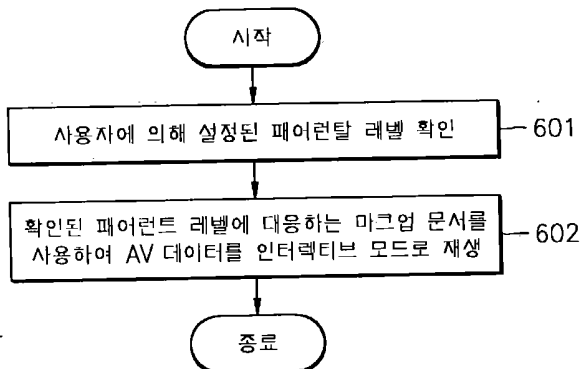 시작
사용자에 의해 설정된 패어런탈 레벨 확인
601
확인된 패어런트 레벨에 대응하는 마크업 문서를
사용하여 AV 데이터를 인터렉티브 모드로 재생
602
종료